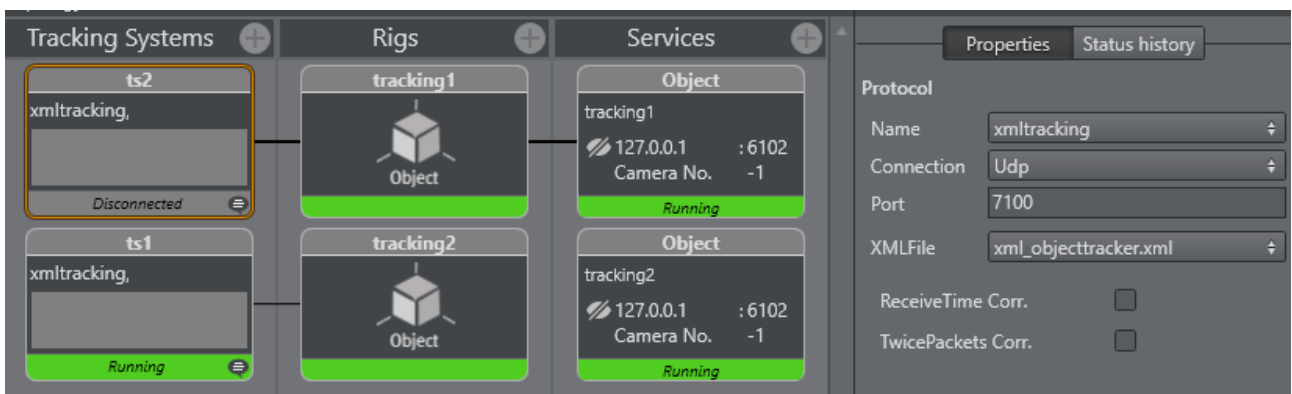 Tracking Systems
Rigs
Services
ts2
xmltracking,
Disconnected
tracking1
Object
Object
tracking1
127.0.0.1 :6102
Camera No. -1
Running
ts1
xmltracking,
Running
tracking2
Object
Object
tracking2
127.0.0.1 :6102
Camera No. -1
Running
Properties
Status history
Protocol
Name xmltracking
Connection Udp
Port 7100
XMLFile xml_objecttracker.xml
ReceiveTime Corr.
TwicePackets Corr.